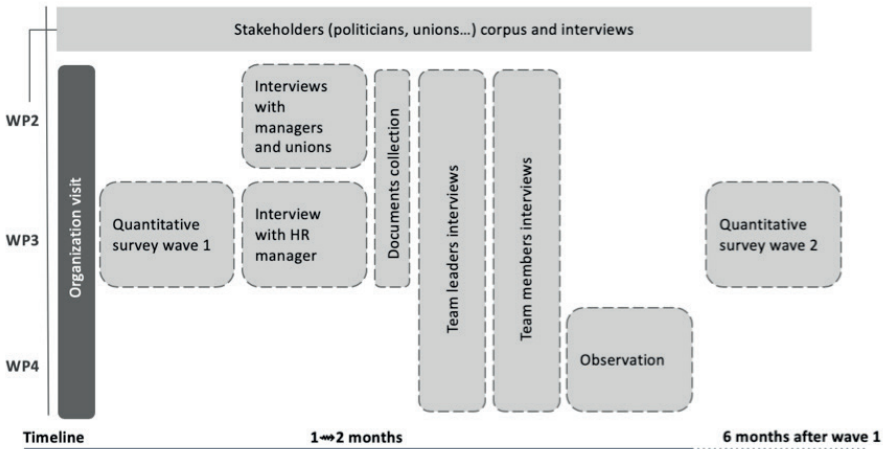 Stakeholders (politicians, unions...) corpus and interviews
WP2
WP3
WP4
Organization visit
Quantitative
survey wave 1
Interviews
with
managers
and unions
Interview
with HR
manager
Documents collection
Team leaders interviews
Team members interviews
Observation
Quantitative
survey wave 2
Timeline
1⇝2 months
6 months after wave 1